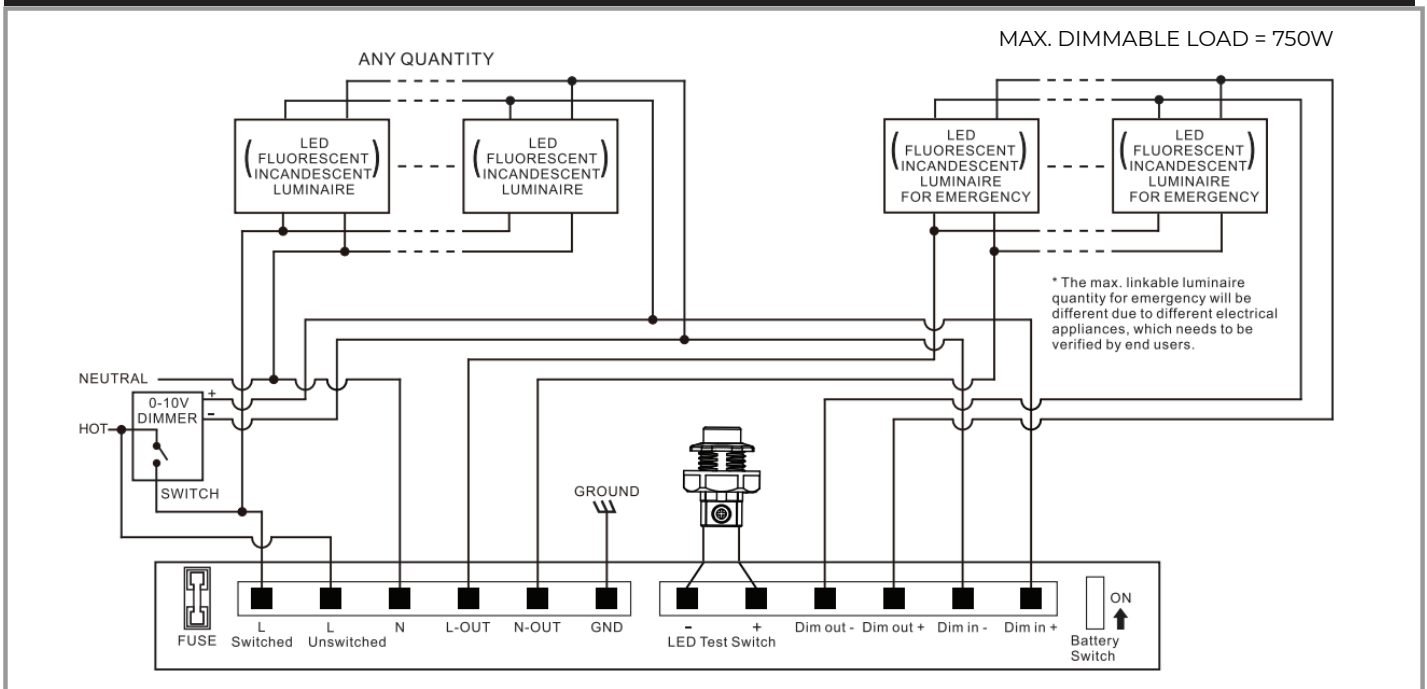 MAX. DIMMABLE LOAD = 750W
ANY QUANTITY
( LED
FLUORESCENT
INCANDESCENT )
LUMINAIRE
( LED
FLUORESCENT
INCANDESCENT )
LUMINAIRE
( LED
FLUORESCENT
INCANDESCENT )
LUMINAIRE
FOR EMERGENCY
( LED
FLUORESCENT
INCANDESCENT )
LUMINAIRE
FOR EMERGENCY
* The max. linkable luminaire
quantity for emergency will be
different due to different electrical
appliances, which needs to be
verified by end users.
NEUTRAL
+
0-10V
DIMMER
-
HOT
SWITCH
GROUND
FUSE
L
Switched
L
Unswitched
N
L-OUT
N-OUT
GND
- +
LED Test Switch
Dim out -
Dim out +
Dim in -
Dim in +
ON
Battery
Switch